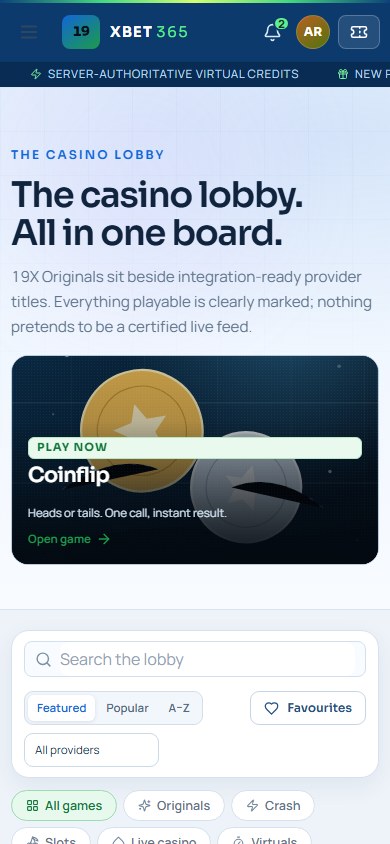 19 XBET 365 2 AR
SERVER-AUTHORITATIVE VIRTUAL CREDITS NEW
THE CASINO LOBBY
The casino lobby.
All in one board.
19X Originals sit beside integration-ready provider
titles. Everything playable is clearly marked; nothing
pretends to be a certified live feed.
PLAY NOW
Coinflip
Heads or tails. One call, instant result.
Open game
Search the lobby
Featured Popular A–Z Favourites
All providers
All games Originals Crash
Slots Live casino Virtuals